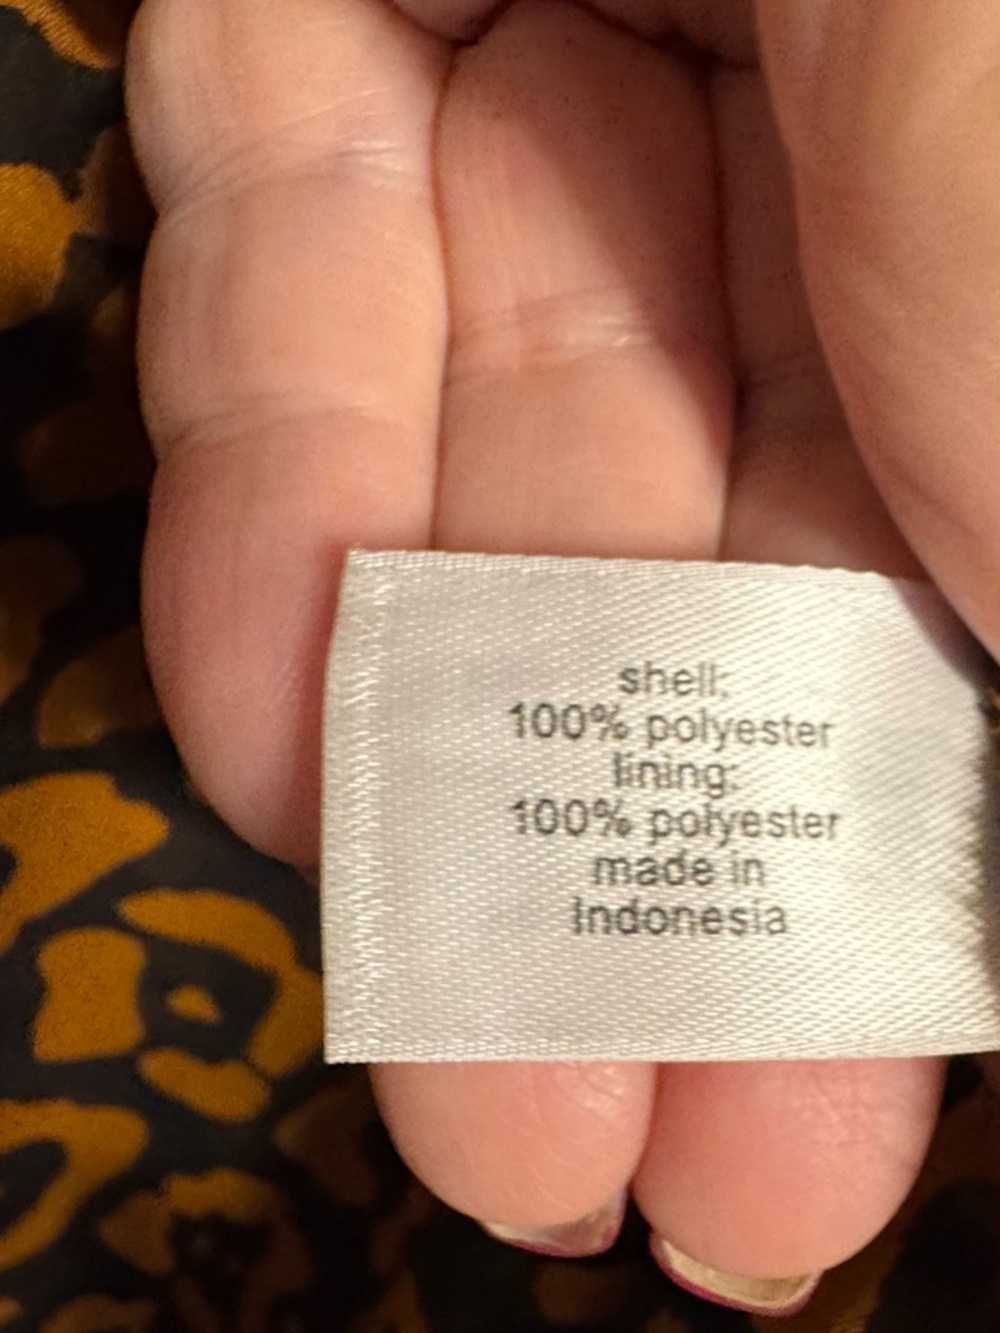 shell:
100% polyester
lining:
100% polyester
made in
Indonesia